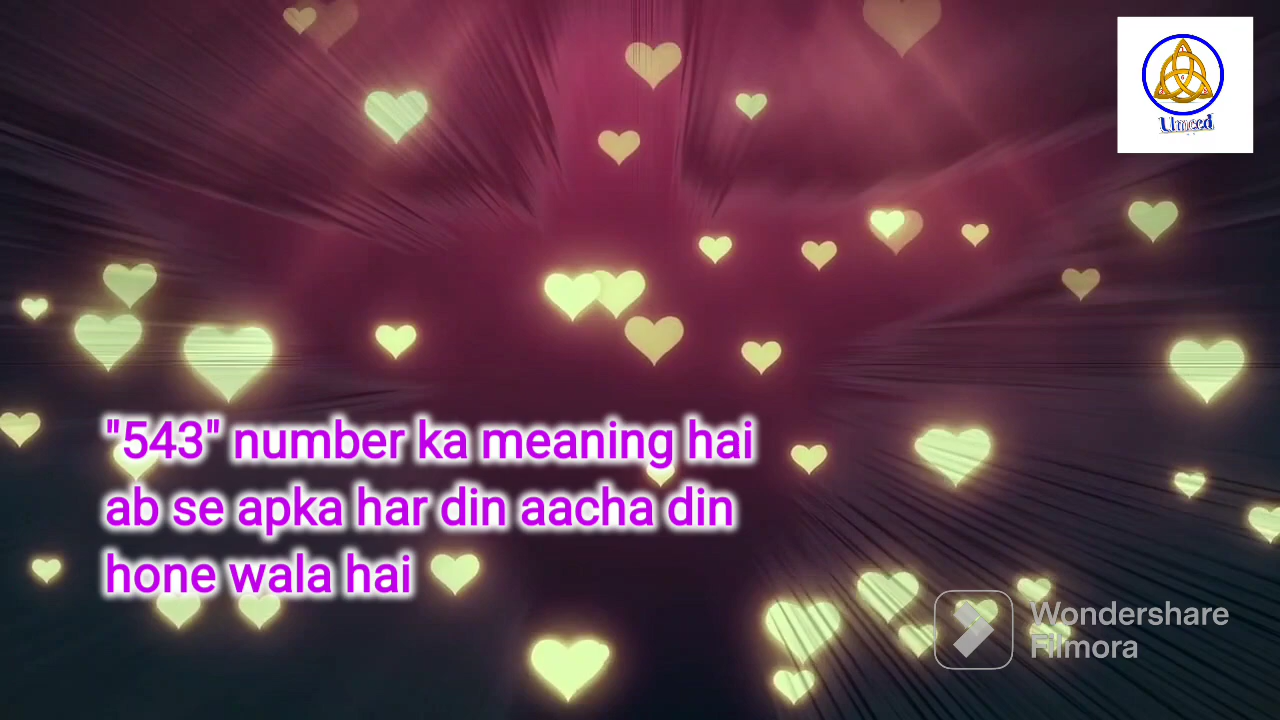 Umeed
"543" number ka meaning hai
ab se apka har din aacha din
hone wala hai
Wondershare
Filmora